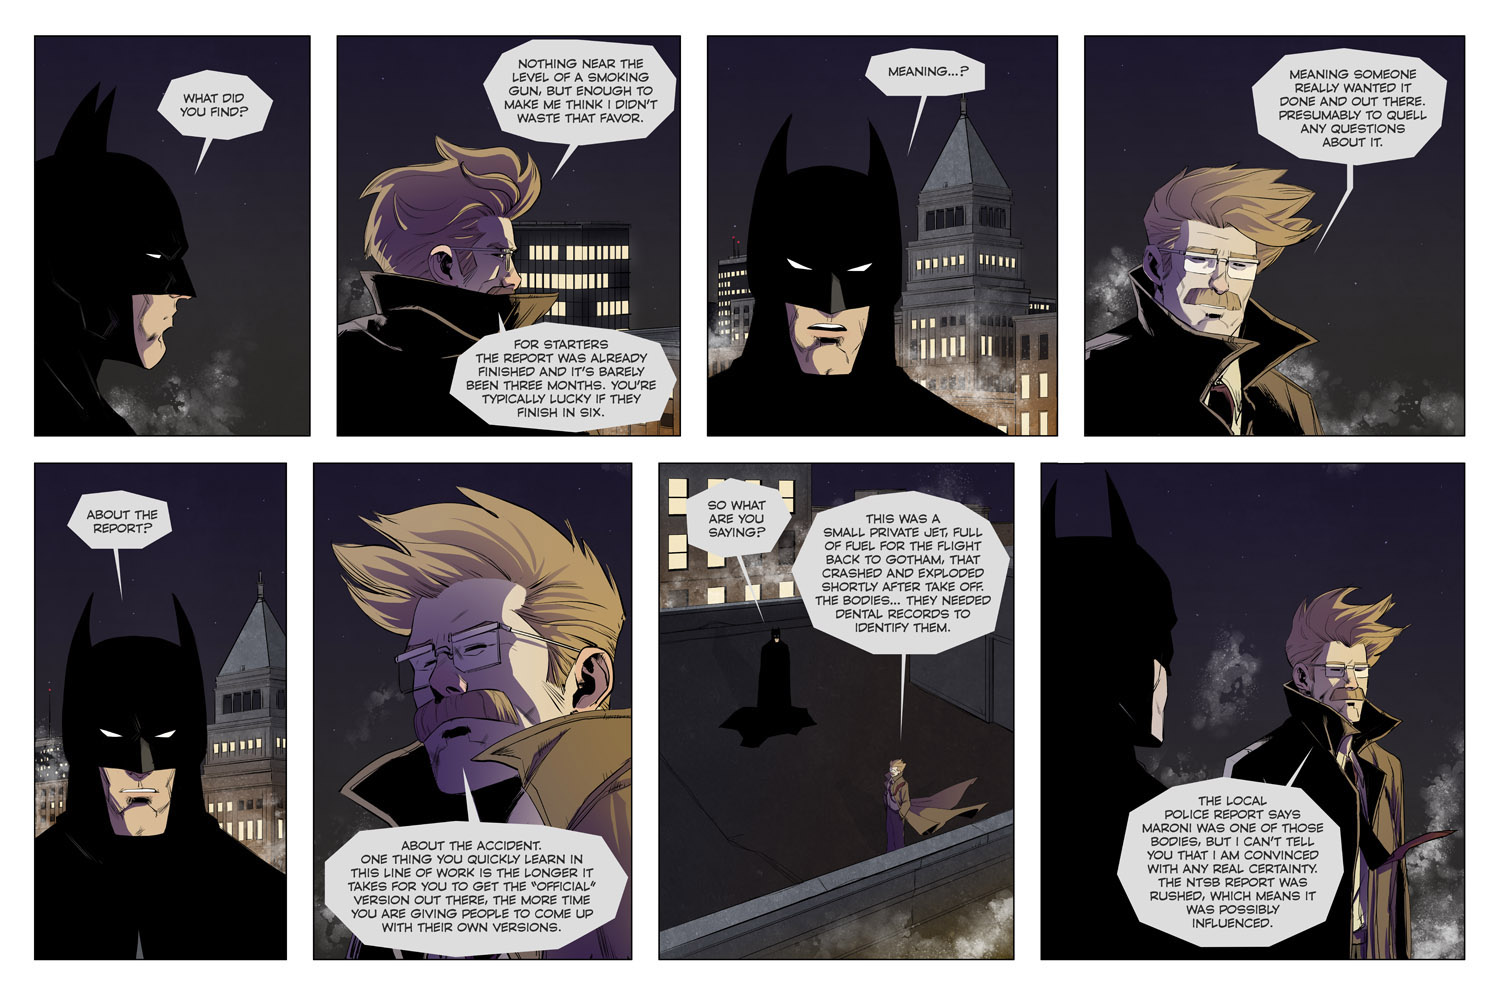 WHAT DID
YOU FIND?
NOTHING NEAR THE
LEVEL OF A SMOKING
GUN, BUT ENOUGH TO
MAKE ME THINK I DIDN'T
WASTE THAT FAVOR.
FOR STARTERS
THE REPORT WAS ALREADY
FINISHED AND IT'S BARELY
BEEN THREE MONTHS. YOU'RE
TYPICALLY LUCKY IF THEY
FINISH IN SIX.
MEANING...?
MEANING SOMEONE
REALLY WANTED IT
DONE AND OUT THERE.
PRESUMABLY TO QUELL
ANY QUESTIONS
ABOUT IT.
ABOUT THE
REPORT?
ABOUT THE ACCIDENT.
ONE THING YOU QUICKLY LEARN IN
THIS LINE OF WORK IS THE LONGER IT
TAKES FOR YOU TO GET THE "OFFICIAL"
VERSION OUT THERE, THE MORE TIME
YOU ARE GIVING PEOPLE TO COME UP
WITH THEIR OWN VERSIONS.
SO WHAT
ARE YOU
SAYING?
THIS WAS A
SMALL PRIVATE JET, FULL
OF FUEL FOR THE FLIGHT
BACK TO GOTHAM, THAT
CRASHED AND EXPLODED
SHORTLY AFTER TAKE OFF.
THE BODIES... THEY NEEDED
DENTAL RECORDS TO
IDENTIFY THEM.
THE LOCAL
POLICE REPORT SAYS
MARONI WAS ONE OF THOSE
BODIES, BUT I CAN'T TELL
YOU THAT I AM CONVINCED
WITH ANY REAL CERTAINTY.
THE NTSB REPORT WAS
RUSHED, WHICH MEANS IT
WAS POSSIBLY
INFLUENCED.